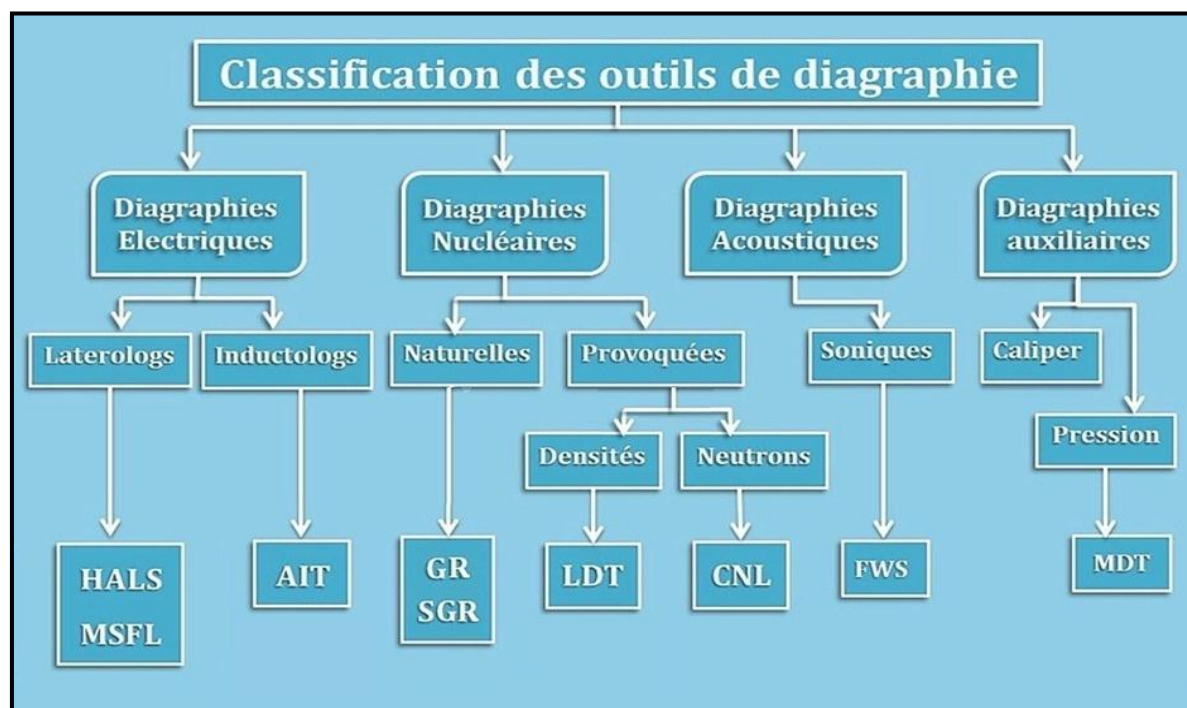 Classification des outils de diagraphie
Diagraphies
Electriques
Diagraphies
Nucléaires
Diagraphies
Acoustiques
Diagraphies
auxiliaires
Laterologs
Inductologs
Naturelles
Provoquées
Soniques
Caliper
Densités
Neutrons
Pression
HALS
MSFL
AIT
GR
SGR
LDT
CNL
FWS
MDT